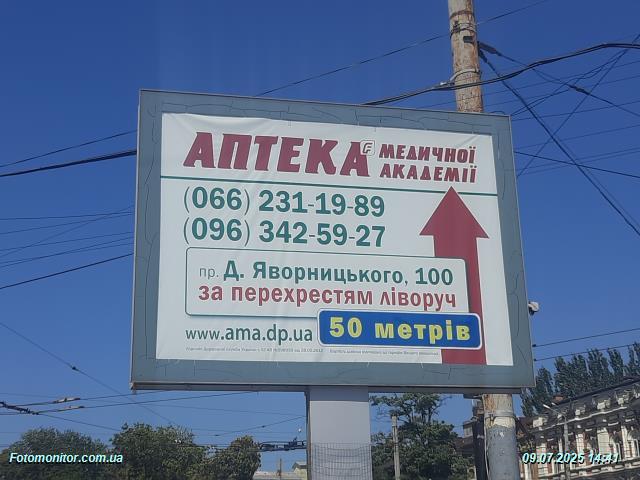 АПТЕКА МЕДИЧНОЇ
АКАДЕМІЇ
(066) 231-19-89
(096) 342-59-27
пр. Д. Яворницького, 100
за перехрестям ліворуч
www.ama.dp.ua
50 метрів
Fotomonitor.com.ua
09.07.2025 14:41